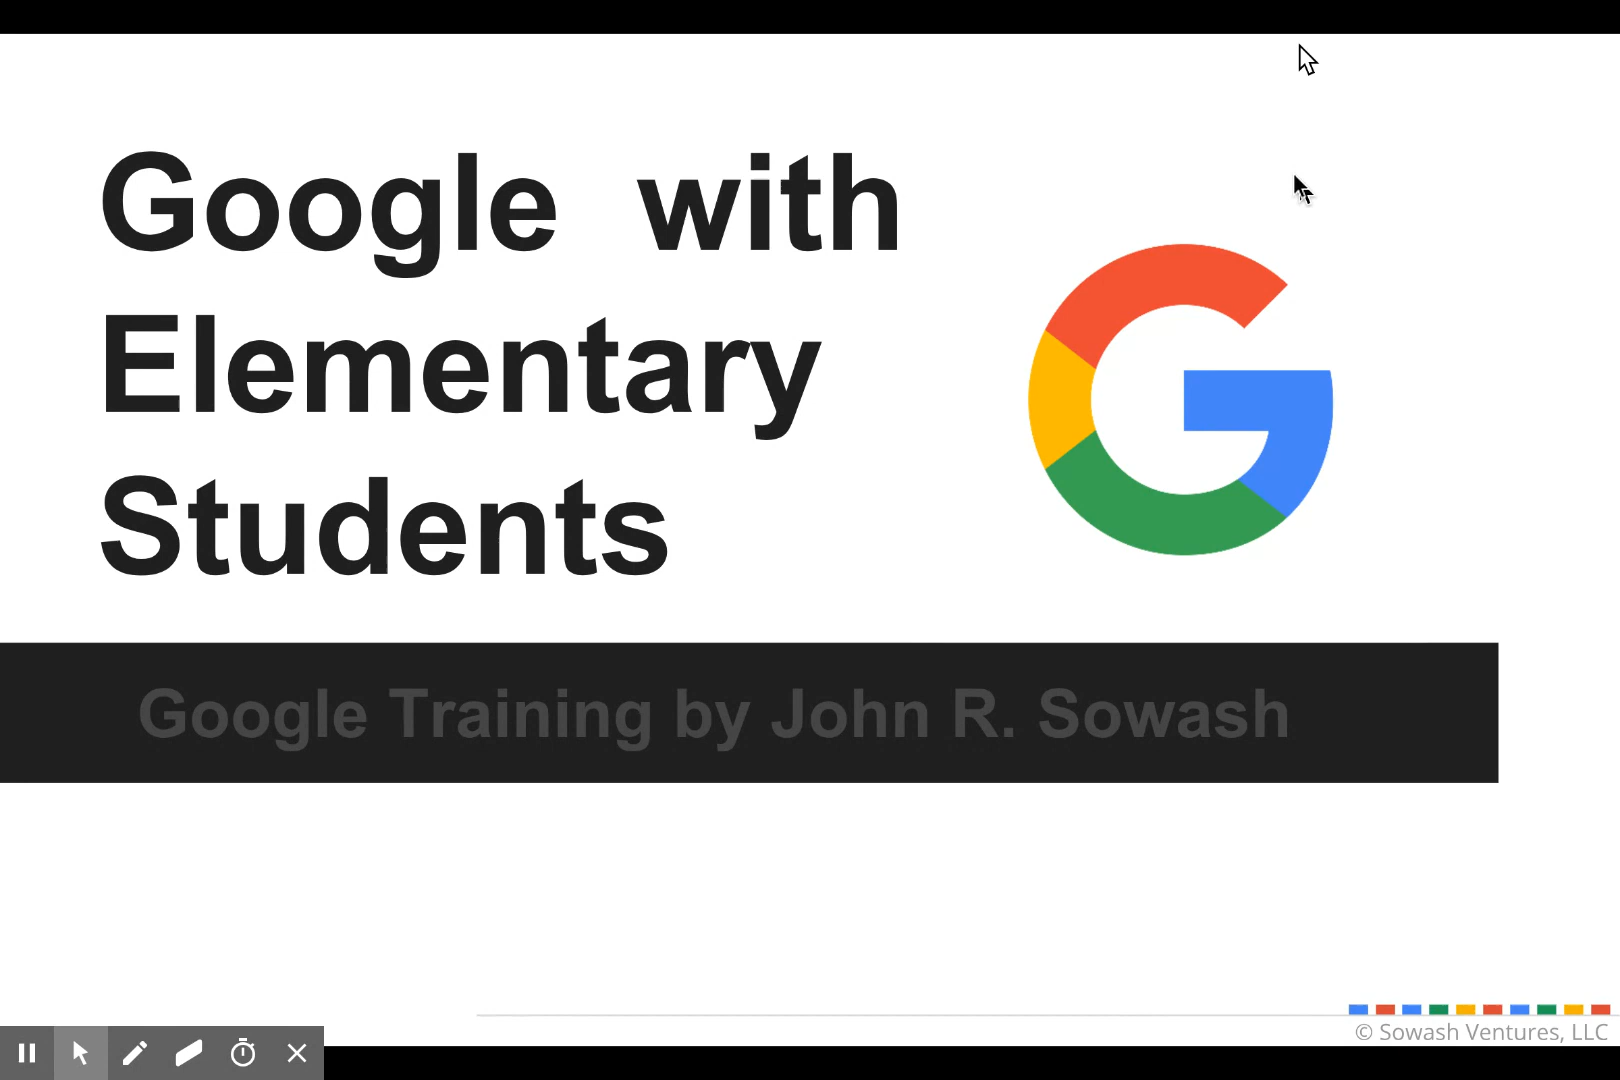 Google with
Elementary
Students
Google Training by John R. Sowash
© Sowash Ventures, LLC